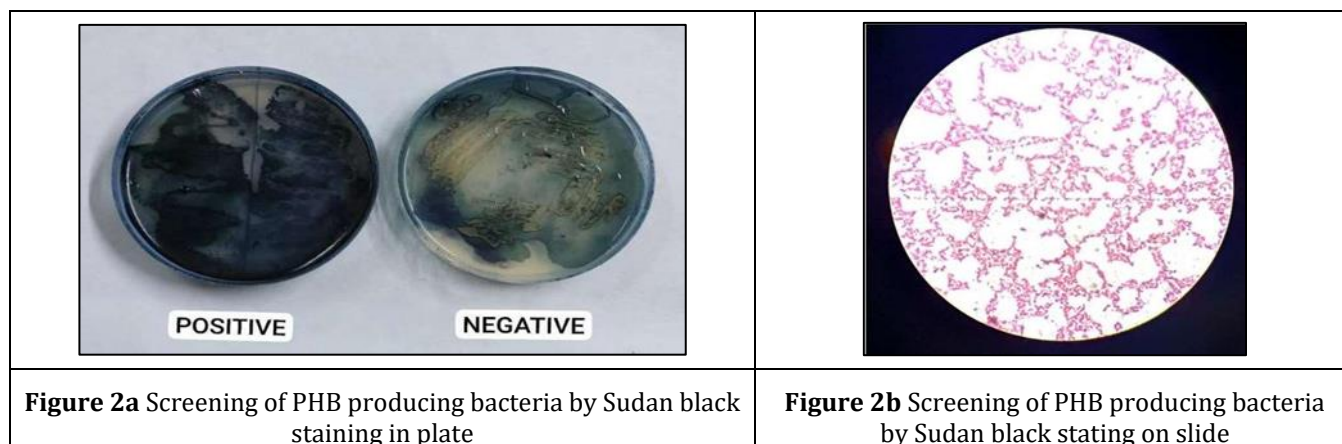 POSITIVE
NEGATIVE
Figure 2a Screening of PHB producing bacteria by Sudan black
staining in plate
Figure 2b Screening of PHB producing bacteria
by Sudan black stating on slide